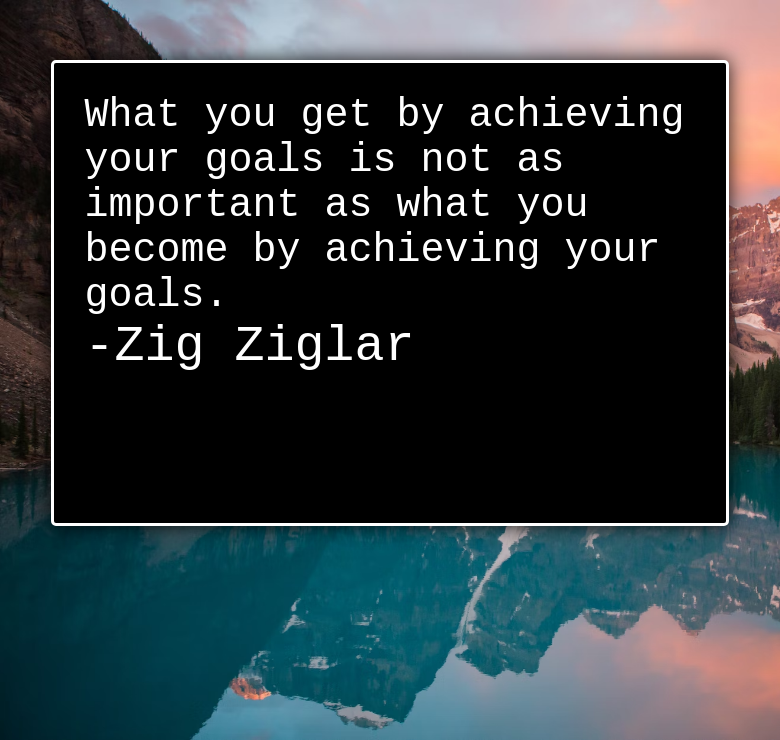 What you get by achieving
your goals is not as
important as what you
become by achieving your
goals.
-Zig Ziglar